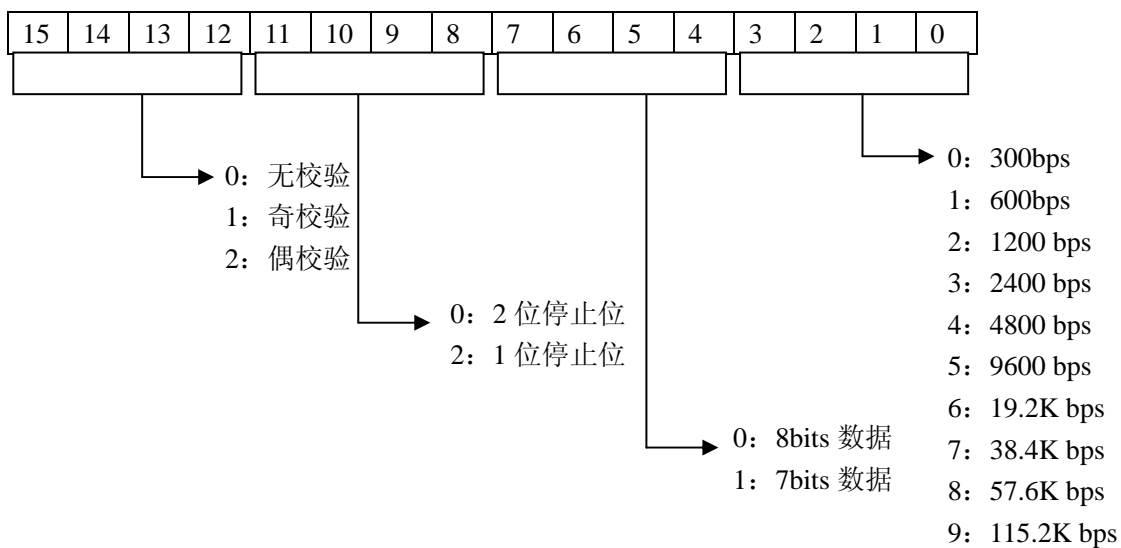 15 14 13 12 11 10 9 8 7 6 5 4 3 2 1 0
0：无校验
1：奇校验
2：偶校验
0：2 位停止位
2：1 位停止位
0：8bits 数据
1：7bits 数据
0：300bps
1：600bps
2：1200 bps
3：2400 bps
4：4800 bps
5：9600 bps
6：19.2K bps
7：38.4K bps
8：57.6K bps
9：115.2K bps